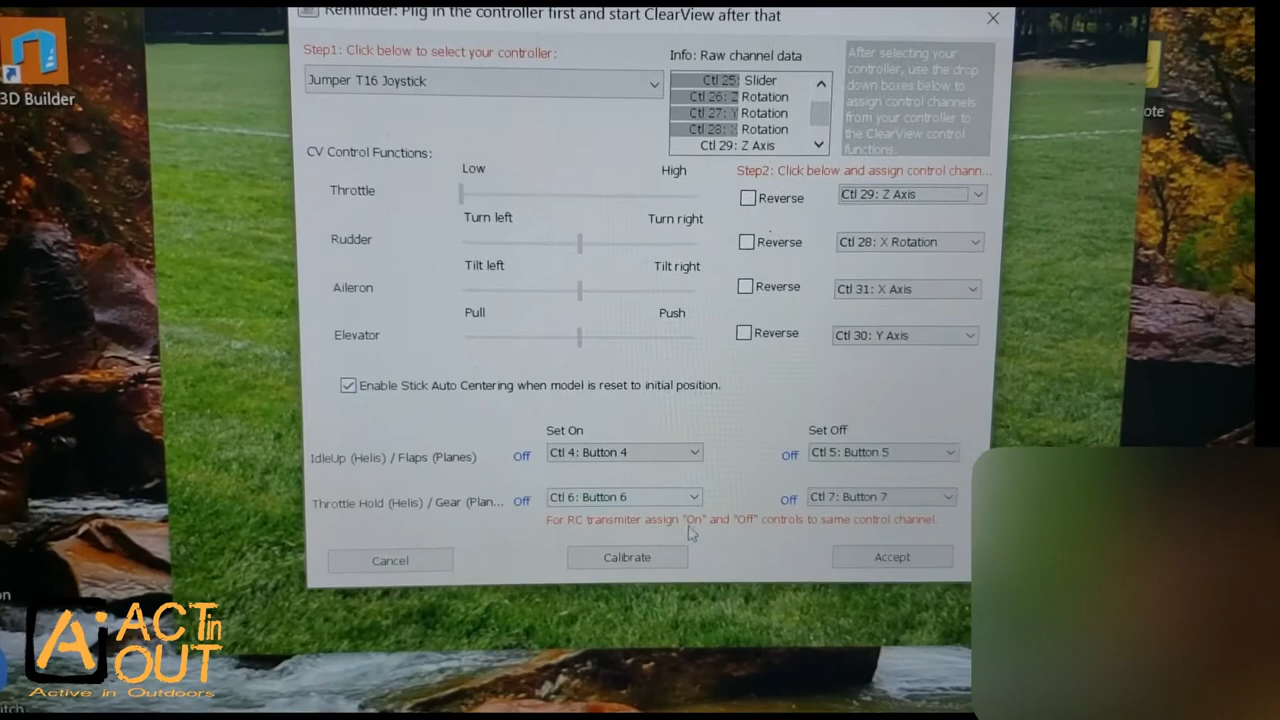 Reminder: Plig in the controller first and start ClearView after that
3D Builder
Step1: Click below to select your controller:
Jumper T16 Joystick
Info: Raw channel data
Ctl 25: Slider
Ctl 26: Z Rotation
Ctl 27: Y Rotation
Ctl 28: X Rotation
Ctl 29: Z Axis
After selecting your
controller, use the drop
down boxes below to
assign control channels
from your controller to
the ClearView control
functions.
ote
CV Control Functions:
Step2: Click below and assign control chann...
Low
High
Throttle
Reverse
Ctl 29: Z Axis
Turn left
Turn right
Rudder
Reverse
Ctl 28: X Rotation
Tilt left
Tilt right
Aileron
Reverse
Ctl 31: X Axis
Pull
Push
Elevator
Reverse
Ctl 30: Y Axis
Enable Stick Auto Centering when model is reset to initial position.
Set On
Set Off
IdleUp (Helis) / Flaps (Planes)
Off
Ctl 4: Button 4
Off
Ctl 5: Button 5
Throttle Hold (Helis) / Gear (Plan...
Off
Ctl 6: Button 6
Off
Ctl 7: Button 7
For RC transmiter assign "On" and "Off" controls to same control channel.
Cancel
Calibrate
Accept
on
Ai ACTin
OUT
Active in Outdoors
itch